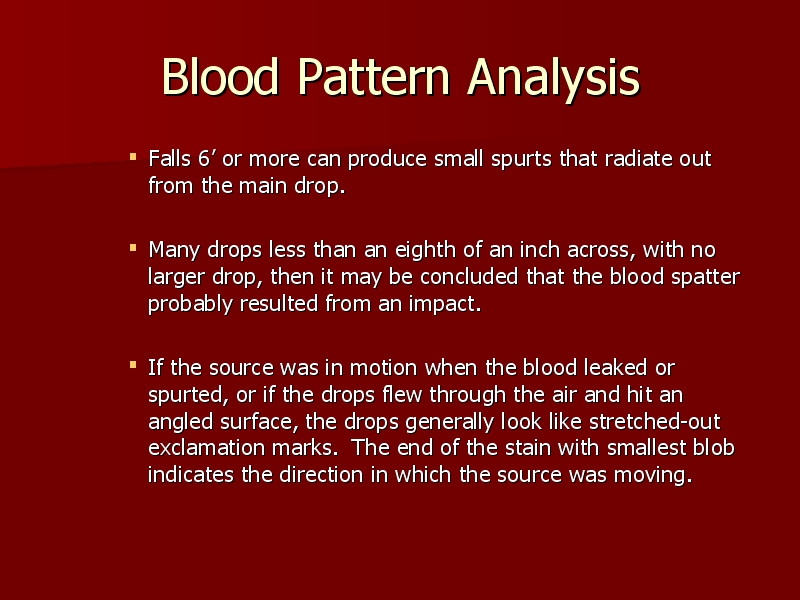 Blood Pattern Analysis
▪ Falls 6’ or more can produce small spurts that radiate out
from the main drop.
▪ Many drops less than an eighth of an inch across, with no
larger drop, then it may be concluded that the blood spatter
probably resulted from an impact.
▪ If the source was in motion when the blood leaked or
spurted, or if the drops flew through the air and hit an
angled surface, the drops generally look like stretched-out
exclamation marks.  The end of the stain with smallest blob
indicates the direction in which the source was moving.